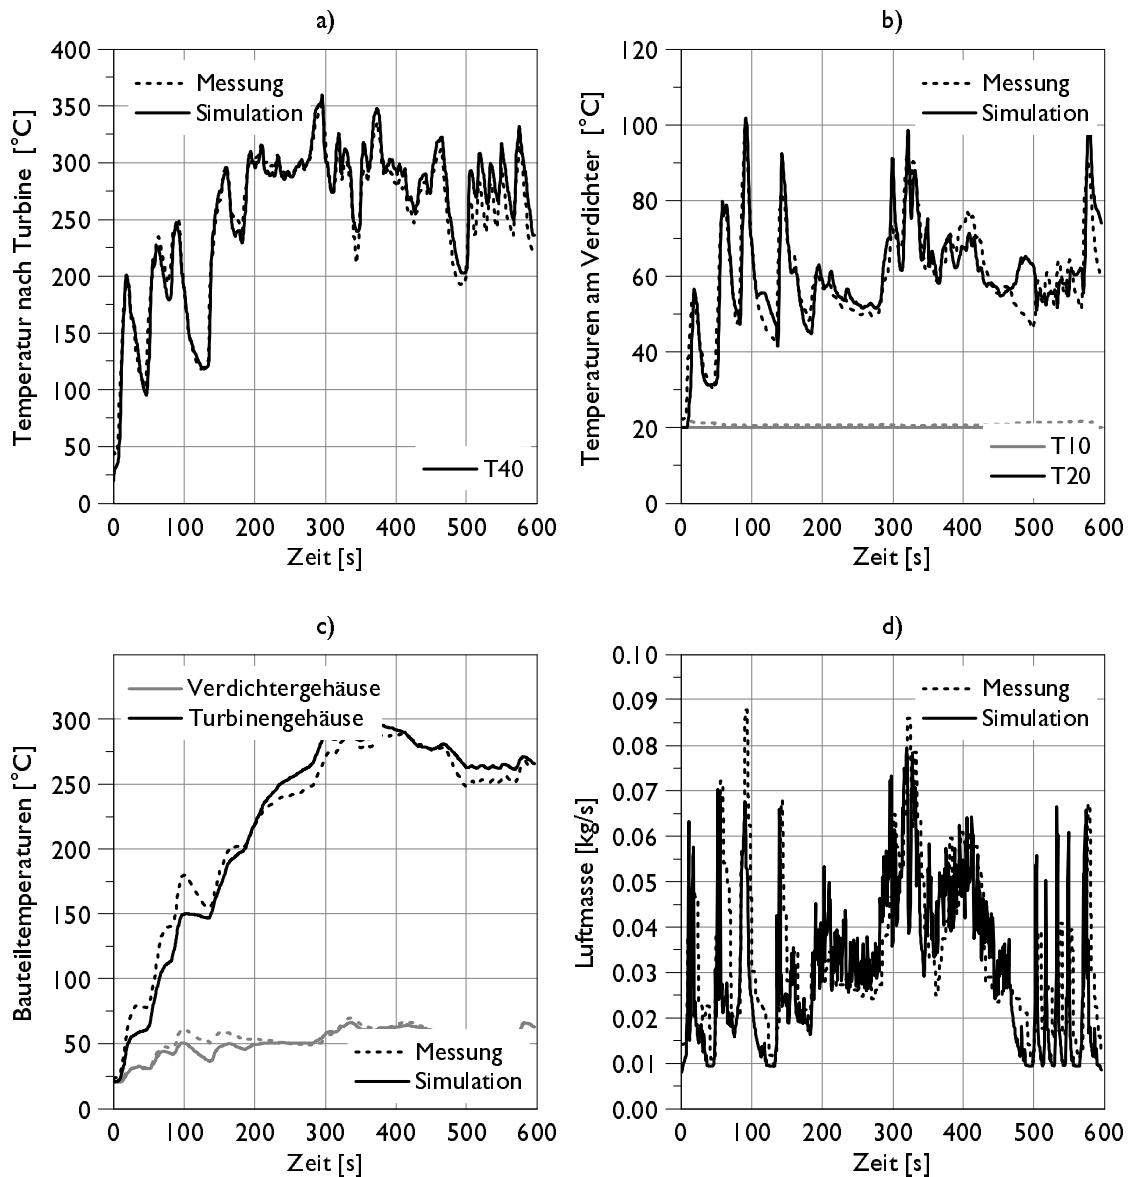 a)
400
350
300
250
200
150
100
50
0
Temperatur nach Turbine [°C]
Messung
Simulation
T40
0 100 200 300 400 500 600
Zeit [s]
b)
120
100
80
60
40
20
0
Temperaturen am Verdichter [°C]
Messung
Simulation
T10
T20
0 100 200 300 400 500 600
Zeit [s]
c)
300
250
200
150
100
50
0
Bauteiltemperaturen [°C]
Verdichtergehäuse
Turbinengehäuse
Messung
Simulation
0 100 200 300 400 500 600
Zeit [s]
d)
0.10
0.09
0.08
0.07
0.06
0.05
0.04
0.03
0.02
0.01
0.00
Luftmasse [kg/s]
Messung
Simulation
0 100 200 300 400 500 600
Zeit [s]